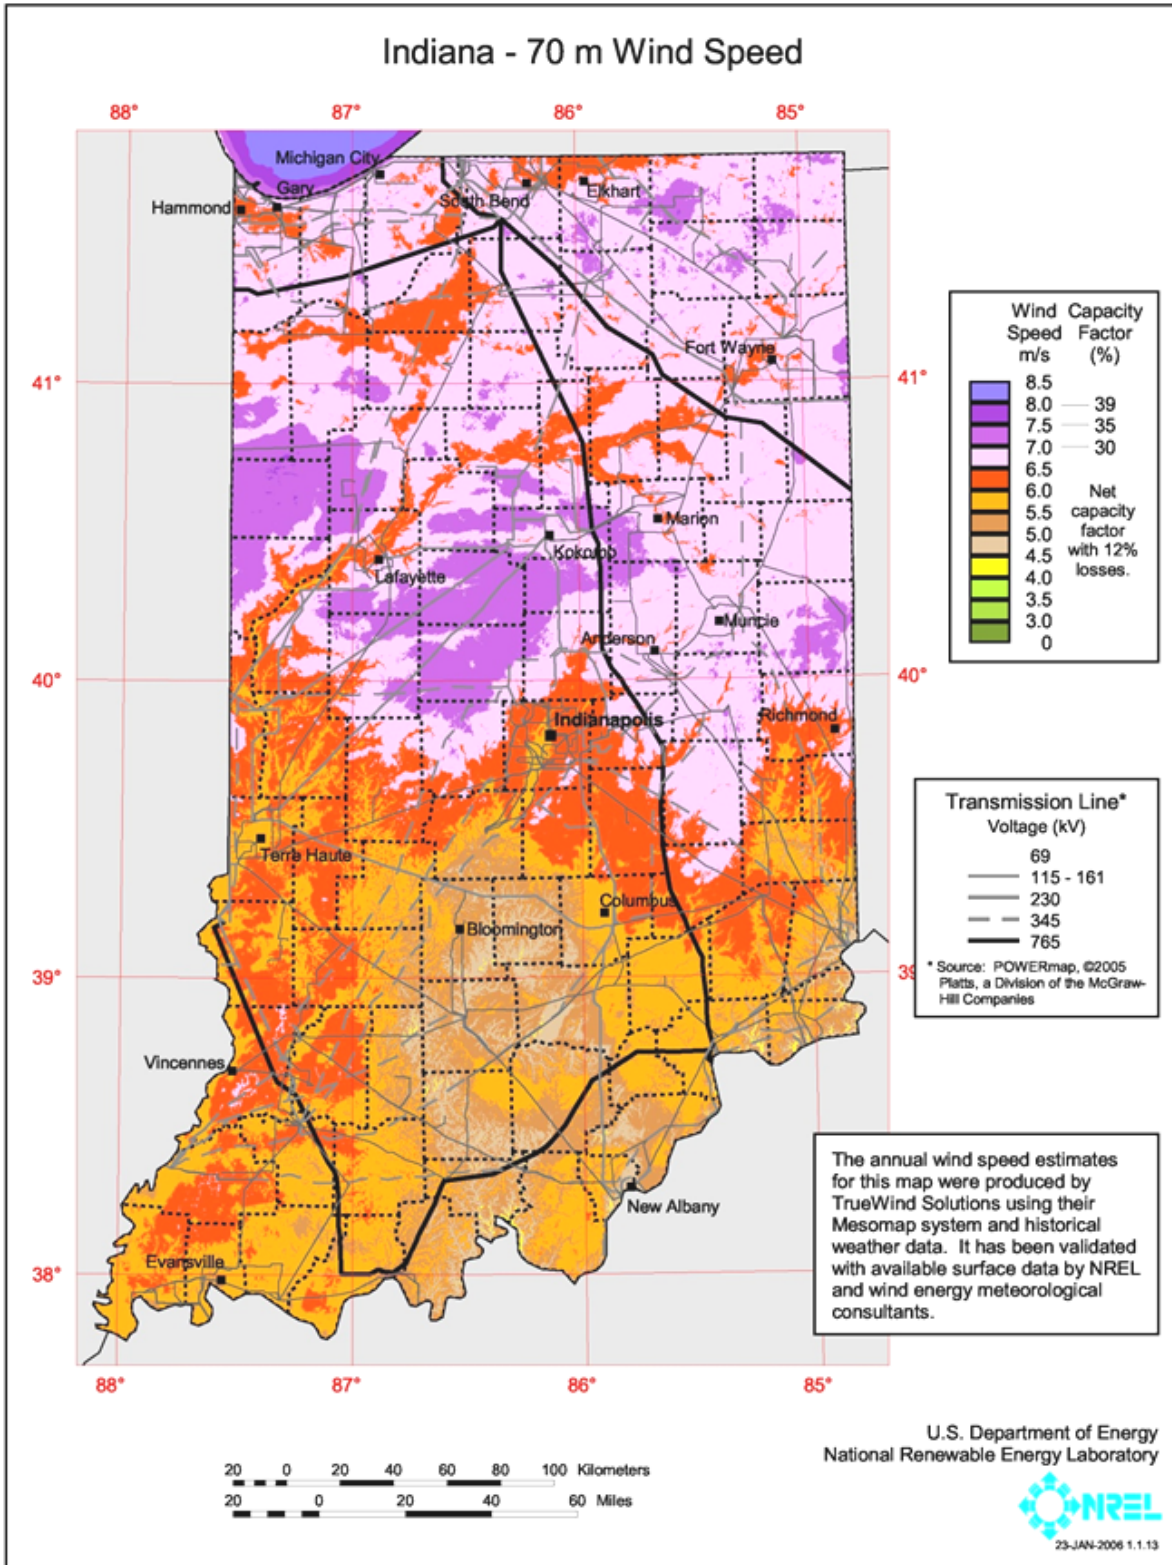 Indiana - 70 m Wind Speed
88° 87° 86° 85°
Michigan City
Gary
Hammond
South Bend
Elkhart
Fort Wayne
41° 41°
Marion
Kokomo
Lafayette
Muncie
Anderson
40° 40°
Indianapolis
Richmond
Terre Haute
Columbus
Bloomington
39° 39
Vincennes
New Albany
Evansville
38°
88° 87° 86° 85°
Wind Capacity
Speed Factor
m/s (%)
8.5
8.0 39
7.5 35
7.0 30
6.5
6.0
5.5
5.0
4.5
4.0
3.5
3.0
0
Net
capacity
factor
with 12%
losses.
Transmission Line*
Voltage (kV)
69
115 - 161
230
345
765
* Source: POWERmap, ©2005
Platts, a Division of the McGraw-
Hill Companies
The annual wind speed estimates
for this map were produced by
TrueWind Solutions using their
Mesomap system and historical
weather data. It has been validated
with available surface data by NREL
and wind energy meteorological
consultants.
U.S. Department of Energy
National Renewable Energy Laboratory
20 0 20 40 60 80 100 Kilometers
20 0 20 40 60 Miles
NREL
23-JAN-2006 1.1.13